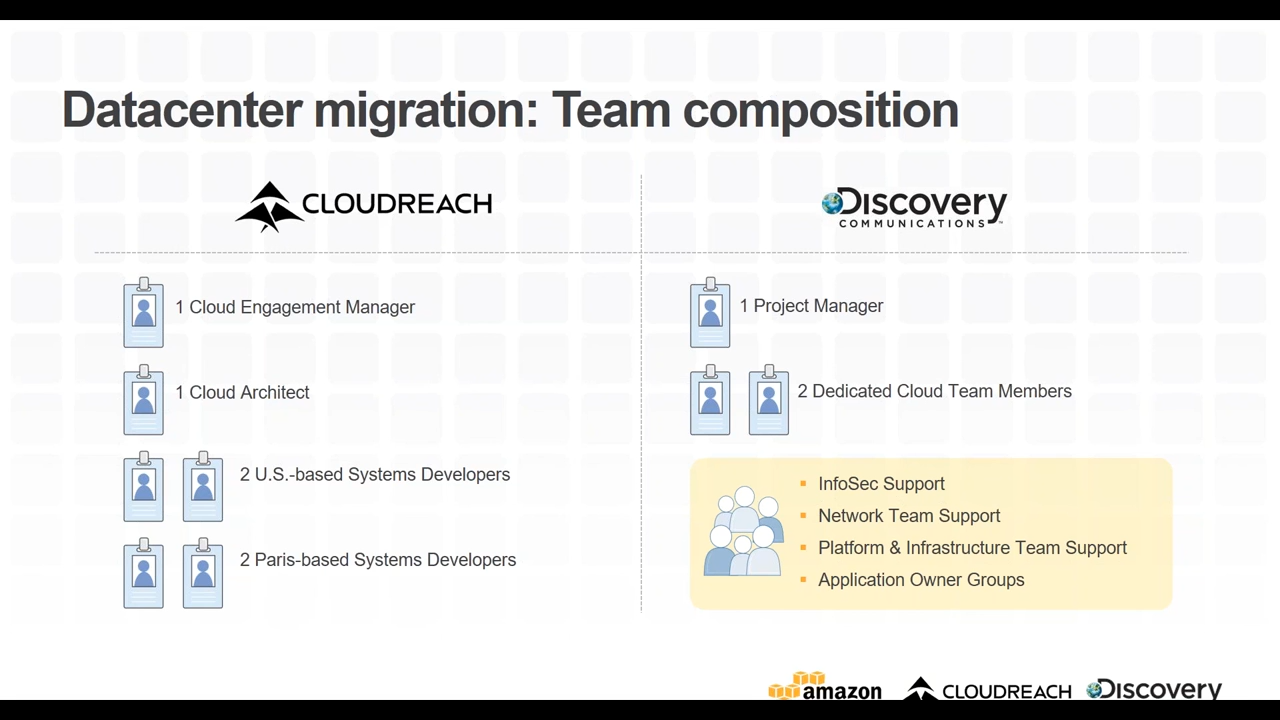 Datacenter migration: Team composition
CLOUDREACH
Discovery
COMMUNICATIONS™
1 Cloud Engagement Manager
1 Cloud Architect
2 U.S.-based Systems Developers
2 Paris-based Systems Developers
1 Project Manager
2 Dedicated Cloud Team Members
InfoSec Support
Network Team Support
Platform & Infrastructure Team Support
Application Owner Groups
amazon
CLOUDREACH
Discovery